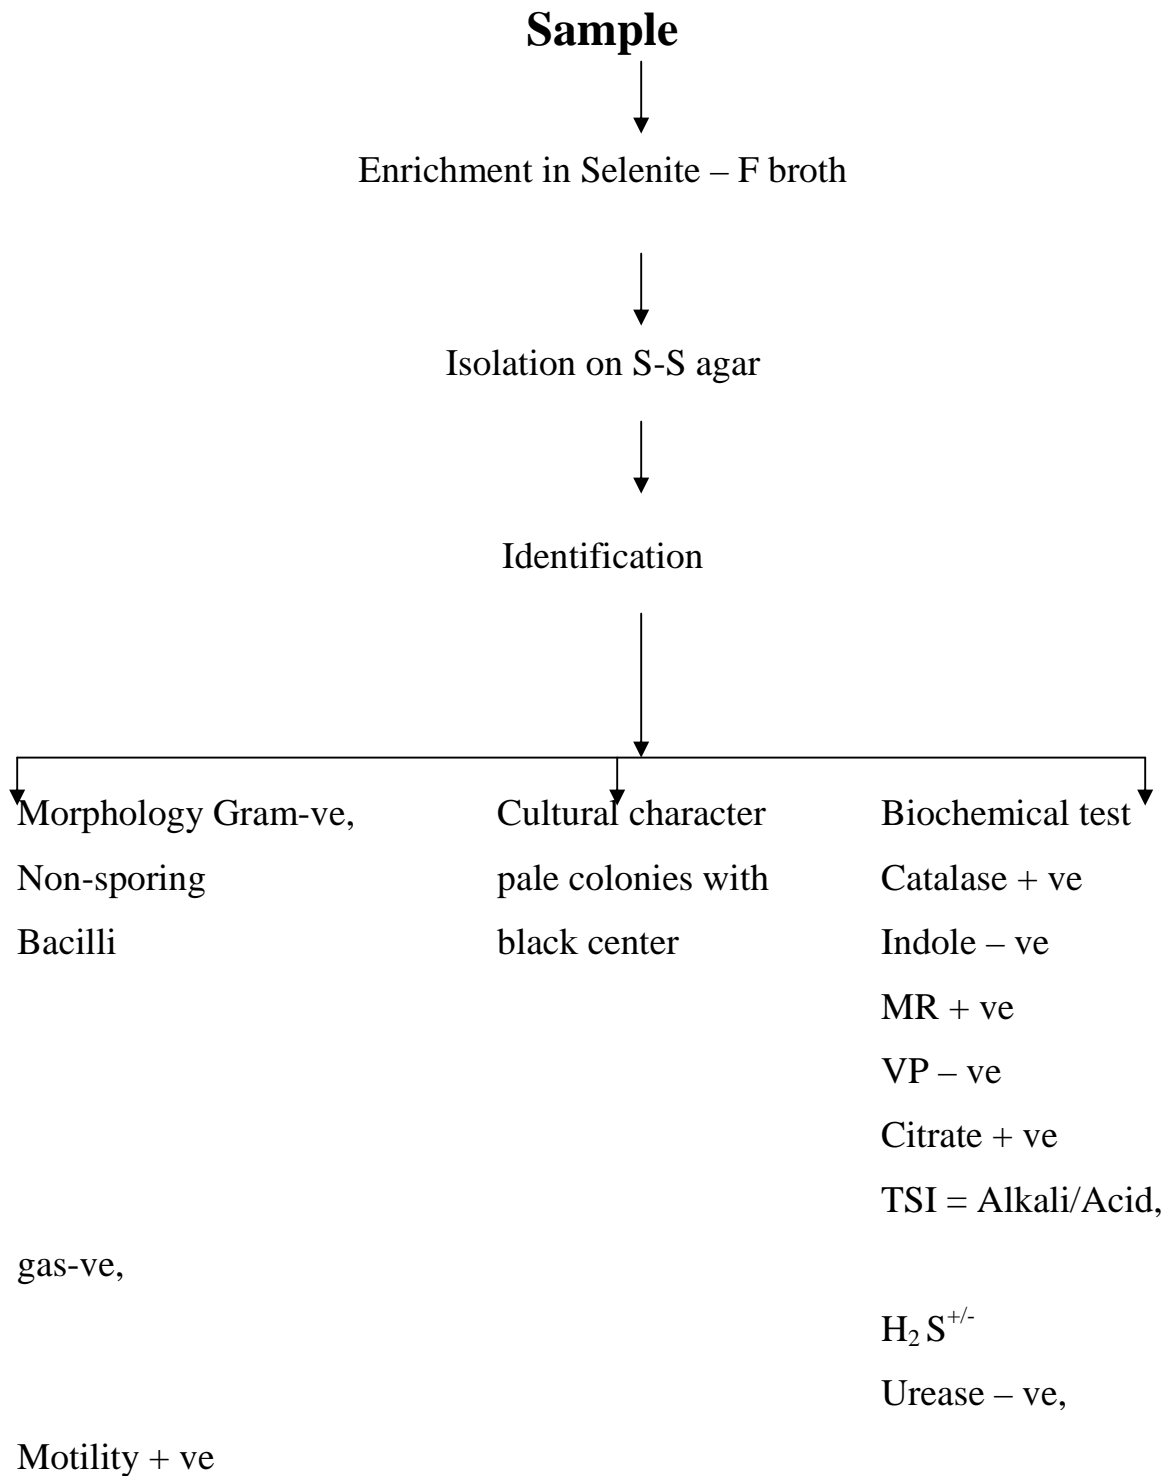 Sample
Enrichment in Selenite – F broth
Isolation on S-S agar
Identification
Morphology Gram-ve,
Non-sporing
Bacilli
Cultural character
pale colonies with
black center
Biochemical test
Catalase + ve
Indole – ve
MR + ve
VP – ve
Citrate + ve
TSI = Alkali/Acid,
gas-ve,
H₂ S⁺/⁻
Urease – ve,
Motility + ve